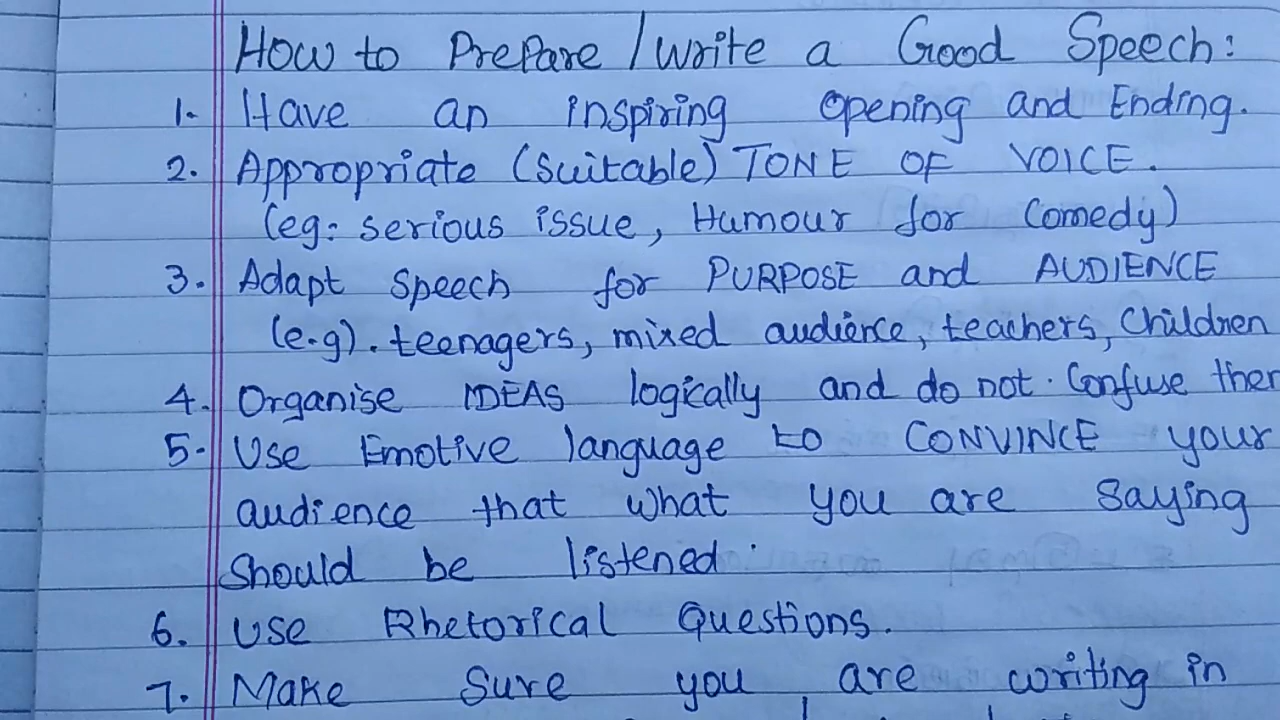 How to Prepare / Write a Good Speech:
1. Have an inspiring opening and Ending.
2. Appropriate (Suitable) TONE OF VOICE.
(eg: serious issue, Humour for Comedy)
3. Adapt speech for PURPOSE and AUDIENCE
(e.g). teenagers, mixed audience, teachers, Children
4. Organise IDEAS logically and do not. Confuse
5. Use Emotive language to CONVINCE your
audience that what you are saying
should be listened.
6. Use Rhetorical Questions.
7. Make Sure you are writing in